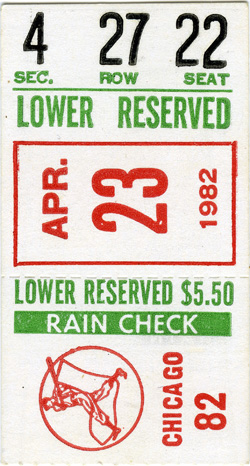 4 27 22
SEC. ROW SEAT
LOWER RESERVED
APR. 23 1982
LOWER RESERVED $5.50
RAIN CHECK
CHICAGO 82